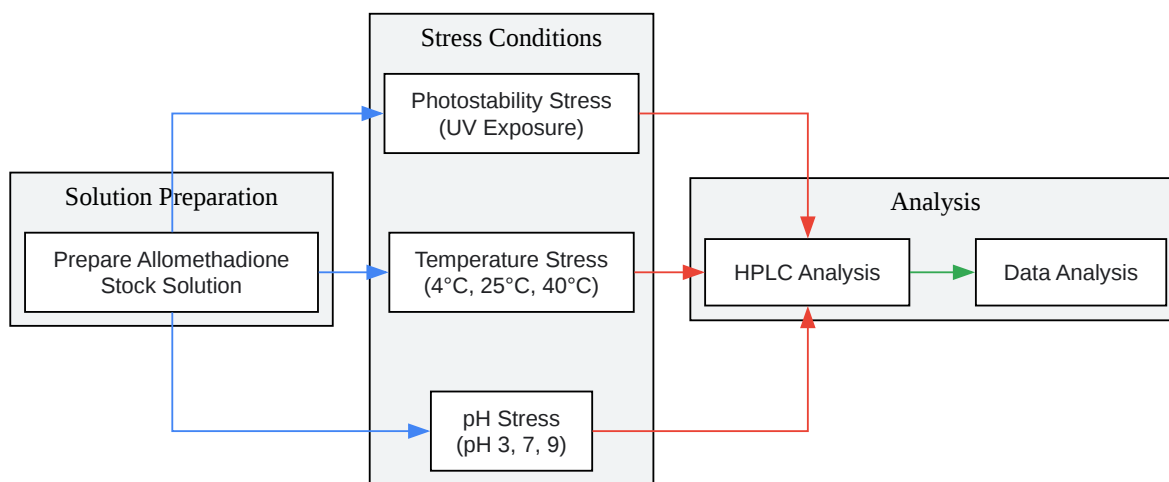 Solution Preparation
Prepare Allomethadione
Stock Solution
Stress Conditions
Photostability Stress
(UV Exposure)
Temperature Stress
(4°C, 25°C, 40°C)
pH Stress
(pH 3, 7, 9)
Analysis
HPLC Analysis
Data Analysis